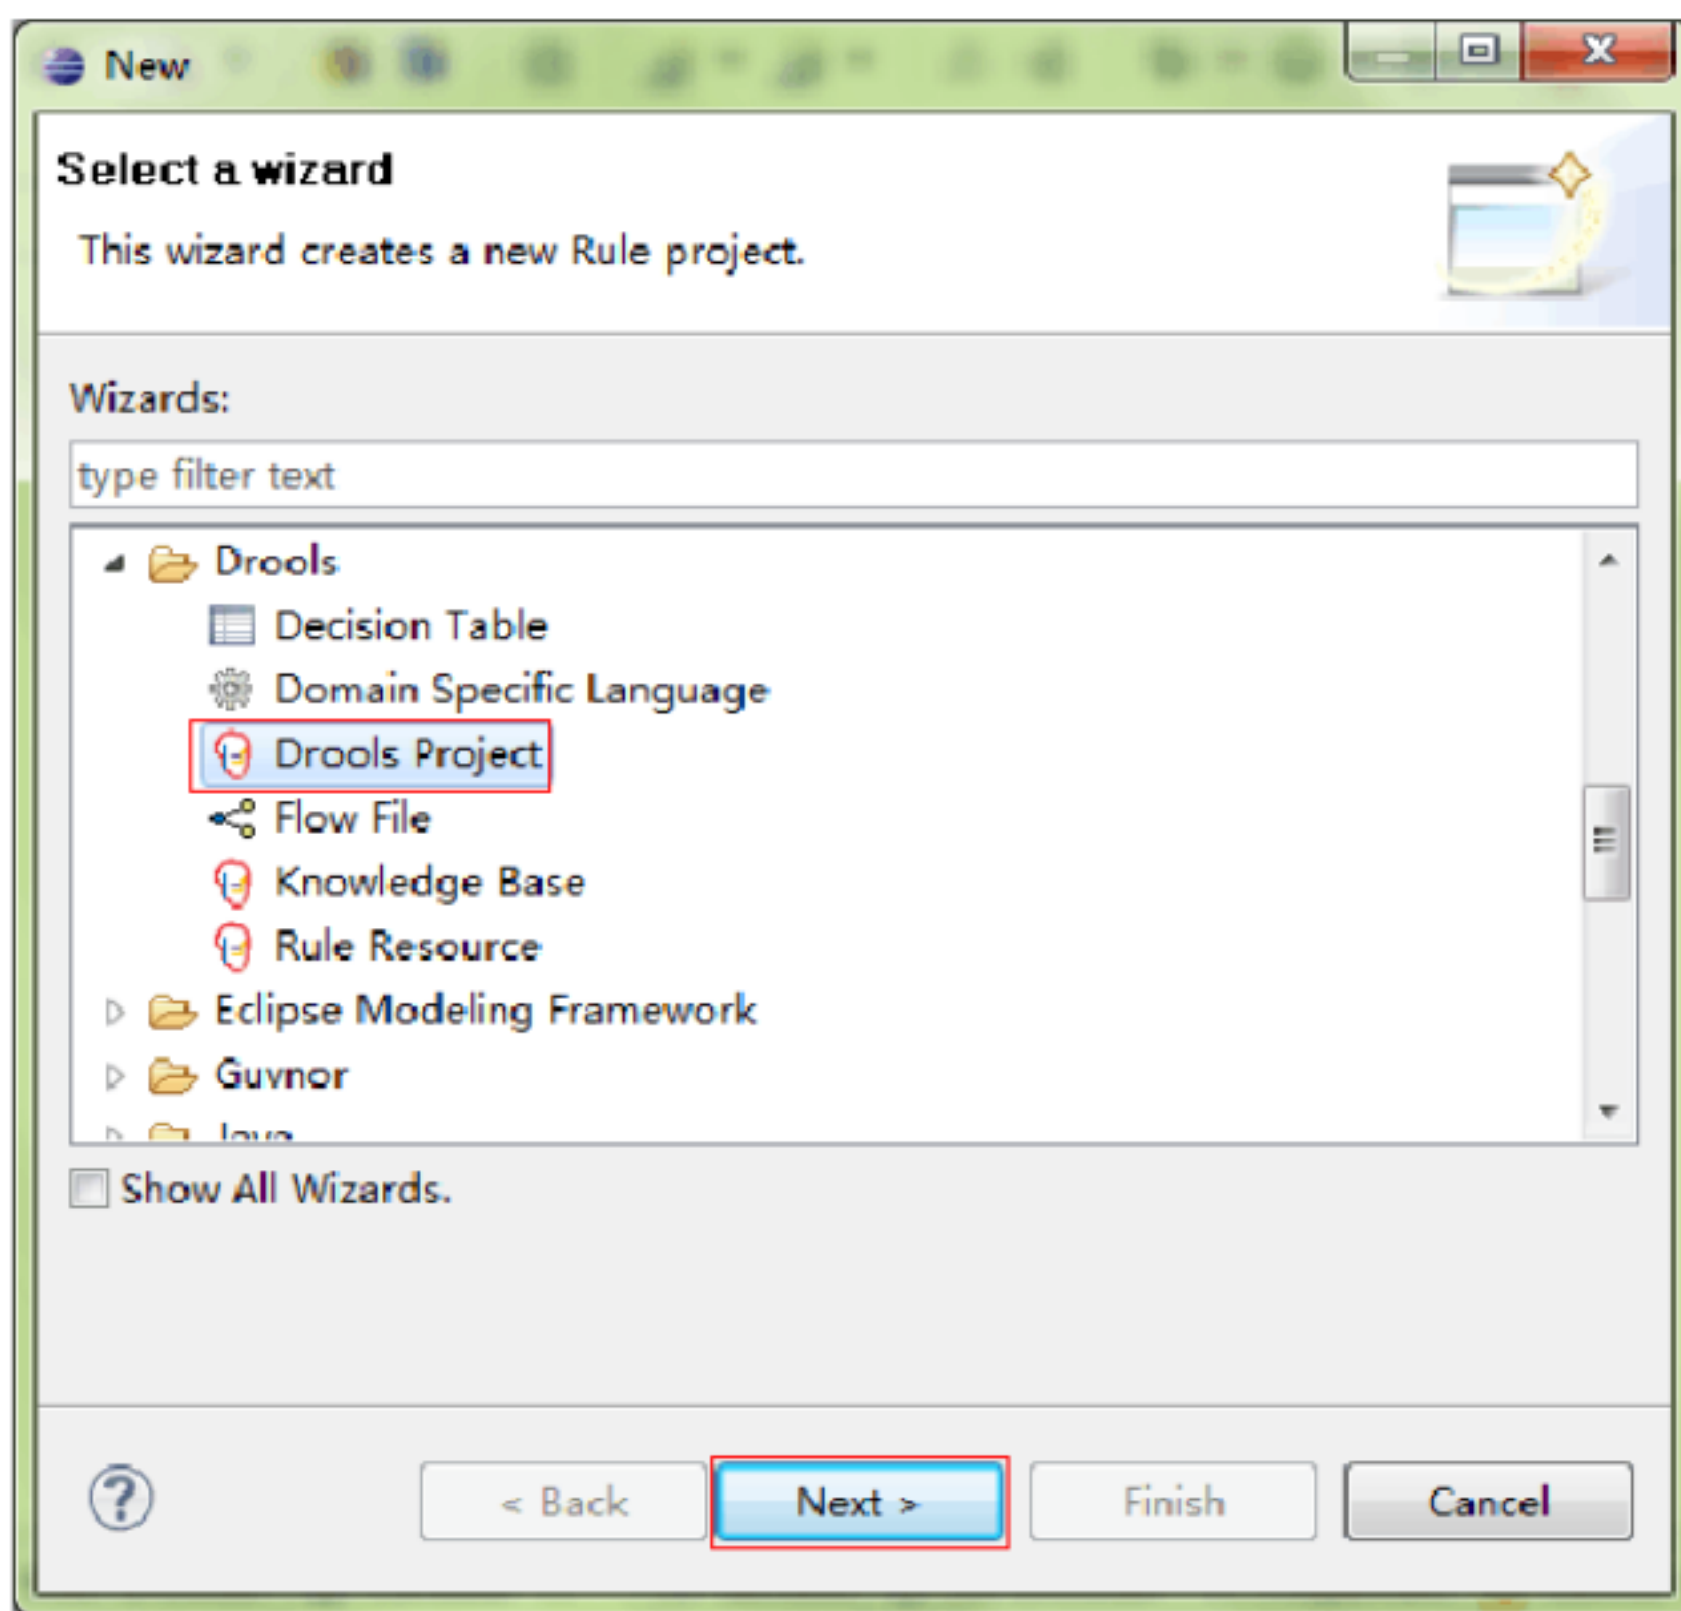 New
Select a wizard
This wizard creates a new Rule project.
Wizards:
type filter text
Drools
Decision Table
Domain Specific Language
Drools Project
Flow File
Knowledge Base
Rule Resource
Eclipse Modeling Framework
Guvnor
Java
Show All Wizards.
?
< Back
Next >
Finish
Cancel